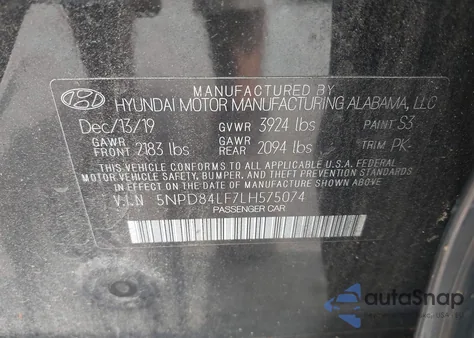 MANUFACTURED BY
HYUNDAI MOTOR MANUFACTURING ALABAMA, LLC
Dec/13/19 GVWR 3924 lbs PAINT S3
GAWR FRONT 2183 lbs GAWR REAR 2094 lbs TRIM PK-
THIS VEHICLE CONFORMS TO ALL APPLICABLE U.S.A. FEDERAL
MOTOR VEHICLE SAFETY, BUMPER, AND THEFT PREVENTION STANDARDS
IN EFFECT ON THE DATE OF MANUFACTURE SHOWN ABOVE.
V.I.N 5NPD84LF7LH575074
PASSENGER CAR
autoSnap